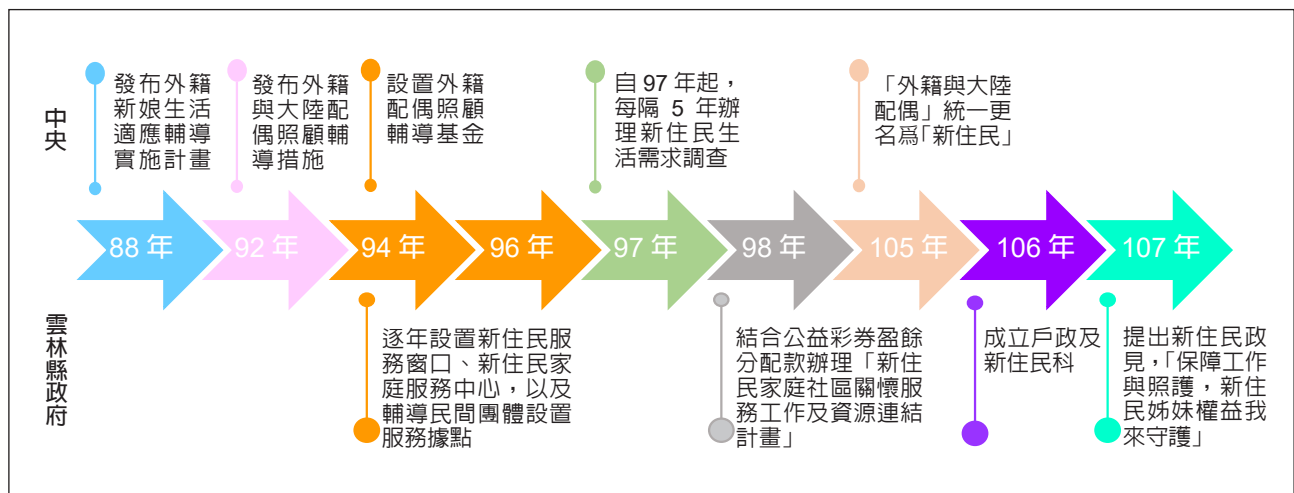 中央
發布外籍
新娘生活
適應輔導
實施計畫
發布外籍
與大陸配
偶照顧輔
導措施
設置外籍
配偶照顧
輔導基金
自 97 年起，
每隔 5 年辦
理新住民生
活需求調查
「外籍與大陸
配偶」統一更
名爲「新住民」
88 年
92 年
94 年
96 年
97 年
98 年
105 年
106 年
107 年
雲林縣政府
逐年設置新住民服
務窗口、新住民家
庭服務中心，以及
輔導民間團體設置
服務據點
結合公益彩券盈餘
分配款辦理「新住
民家庭社區關懷服
務工作及資源連結
計畫」
成立戶政及
新住民科
提出新住民政
見，「保障工作
與照護，新住
民姊妹權益我
來守護」